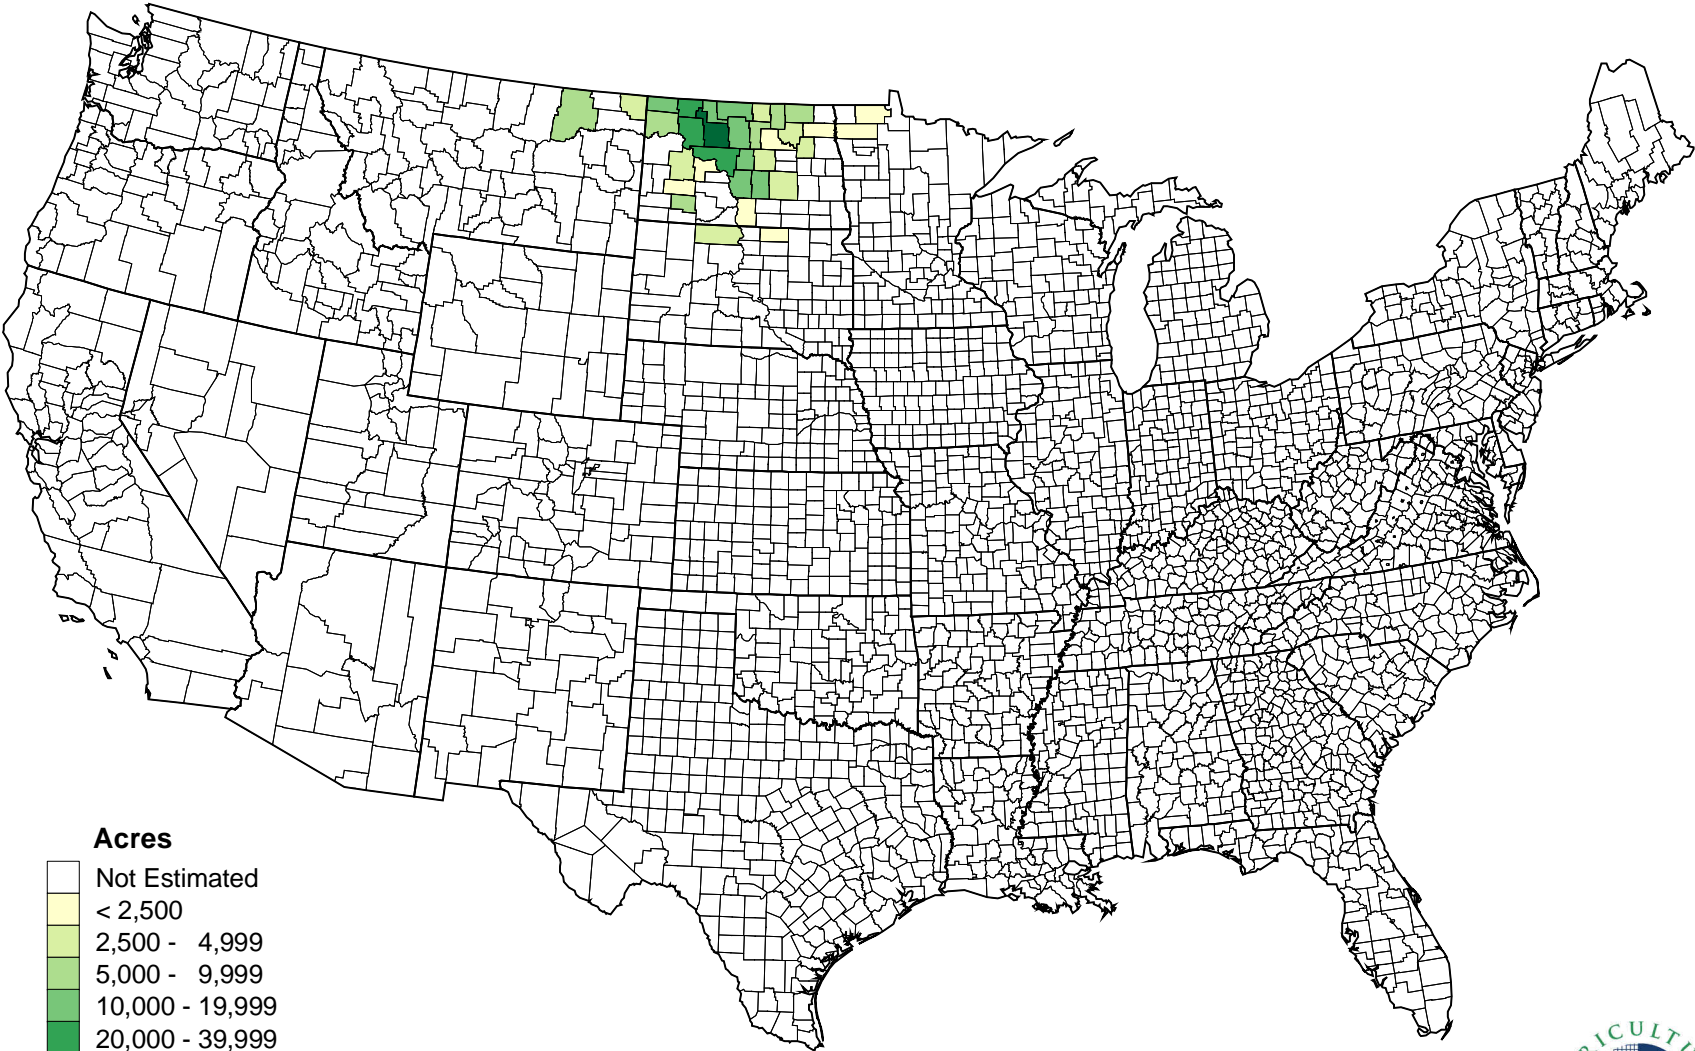 Acres
Not Estimated
< 2,500
2,500 - 4,999
5,000 - 9,999
10,000 - 19,999
20,000 - 39,999
RICULTU